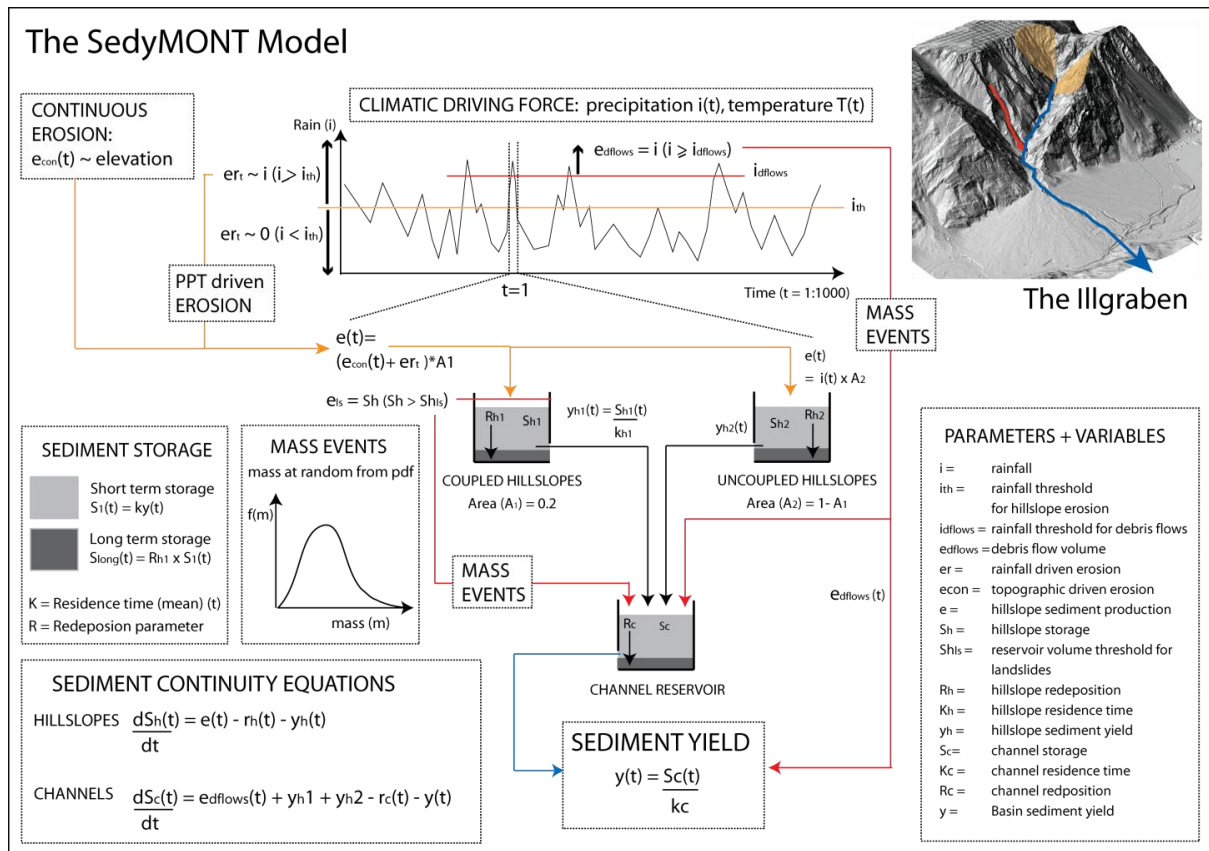 The SedyMONT Model
CONTINUOUS
EROSION:
econ(t) ~ elevation
CLIMATIC DRIVING FORCE: precipitation i(t), temperature T(t)
Rain (i)
ert ~ i (i > ith)
ert ~ 0 (i < ith)
edflows = i (i ⩾ idflows)
idflows
ith
PPT driven
EROSION
t=1
Time (t = 1:1000)
The Illgraben
MASS
EVENTS
e(t)=
(econ(t)+ ert )*A1
e(t)
= i(t) x A2
els = Sh (Sh > Shls)
Rh1
Sh1
yh1(t) = Sh1(t)
kh1
yh2(t)
Sh2
Rh2
COUPLED HILLSLOPES
Area (A1) = 0.2
UNCOUPLED HILLSLOPES
Area (A2) = 1- A1
SEDIMENT STORAGE
Short term storage
S1(t) = ky(t)
Long term storage
Slong(t) = Rh1 x S1(t)
K = Residence time (mean) (t)
R = Redeposion parameter
MASS EVENTS
mass at random from pdf
f(m)
mass (m)
MASS
EVENTS
edflows (t)
Rc
Sc
CHANNEL RESERVOIR
SEDIMENT CONTINUITY EQUATIONS
HILLSLOPES dSh(t) = e(t) - rh(t) - yh(t)
dt
CHANNELS dSc(t) = edflows(t) + yh1 + yh2 - rc(t) - y(t)
dt
SEDIMENT YIELD
y(t) = Sc(t)
kc
PARAMETERS + VARIABLES
i = rainfall
ith = rainfall threshold
for hillslope erosion
idflows = rainfall threshold for debris flows
edflows = debris flow volume
er = rainfall driven erosion
econ = topographic driven erosion
e = hillslope sediment production
Sh = hillslope storage
Shls = reservoir volume threshold for
landslides
Rh = hillslope redeposition
Kh = hillslope residence time
yh = hillslope sediment yield
Sc= channel storage
Kc = channel residence time
Rc = channel redposition
y = Basin sediment yield